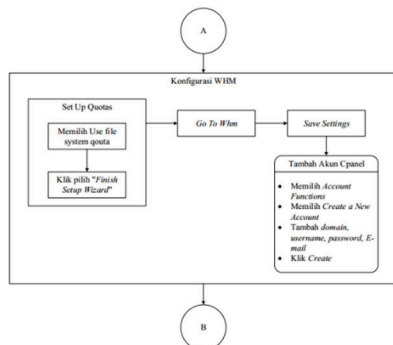 A
Konfigurasi WHM
Set Up Quotas
Memilih Use file
system qouta
Klik pilih "Finish
Setup Wizard"
Go To Whm
Save Settings
Tambah Akun Cpanel
• Memilih Account
Functions
• Memilih Create a New
Account
• Tambah domain,
username, password, E-
mail
• Klik Create
B